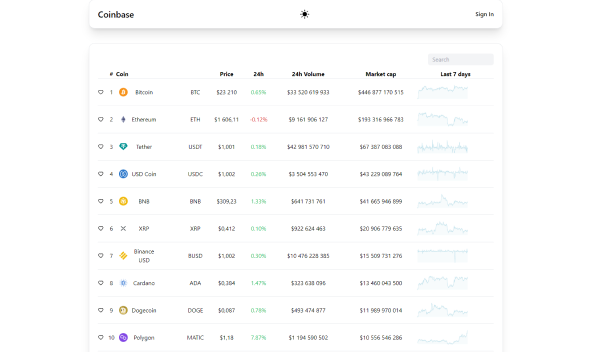 Coinbase Sign In
Search
# Coin Price 24h 24h Volume Market cap Last 7 days
1 Bitcoin BTC $23 210 0.65% $33 520 619 933 $446 877 170 515
2 Ethereum ETH $1 606,11 -0.12% $9 161 906 127 $193 316 966 783
3 Tether USDT $1,001 0.18% $42 981 570 710 $67 387 083 088
4 USD Coin USDC $1,002 0.26% $3 504 553 470 $43 229 089 764
5 BNB BNB $309,23 1.33% $641 731 761 $41 665 946 899
6 XRP XRP $0,412 0.10% $922 624 463 $20 906 779 635
7 Binance USD BUSD $1,002 0.30% $10 476 228 385 $15 509 731 276
8 Cardano ADA $0,384 1.47% $323 638 096 $13 460 043 500
9 Dogecoin DOGE $0,087 0.78% $493 474 877 $11 989 970 014
10 Polygon MATIC $1,18 7.87% $1 194 590 502 $10 556 546 286